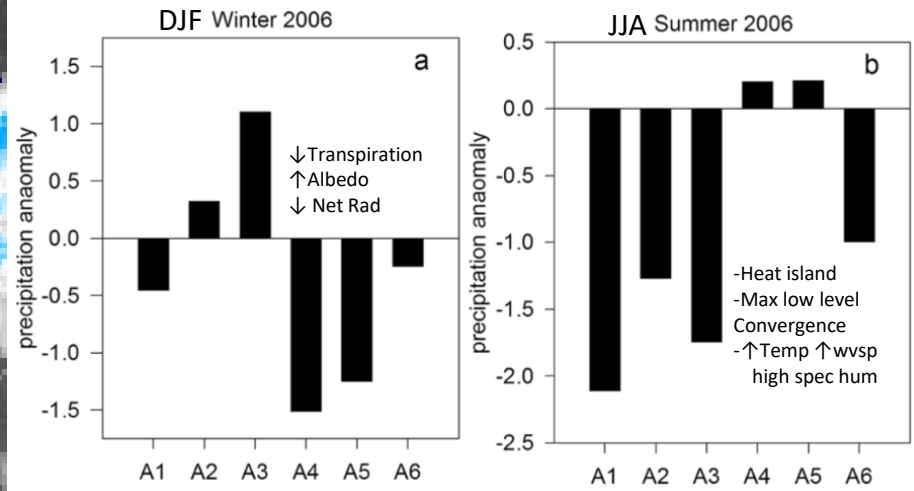 DJF Winter 2006
a
1.5
1.0
0.5
0.0
-0.5
-1.0
-1.5
precipitation anaomaly
↓Transpiration
↑Albedo
↓ Net Rad
A1 A2 A3 A4 A5 A6
JJA Summer 2006
b
0.5
0.0
-0.5
-1.0
-1.5
-2.0
-2.5
precipitation anaomaly
-Heat island
-Max low level
Convergence
-↑Temp ↑wvsp
high spec hum
A1 A2 A3 A4 A5 A6